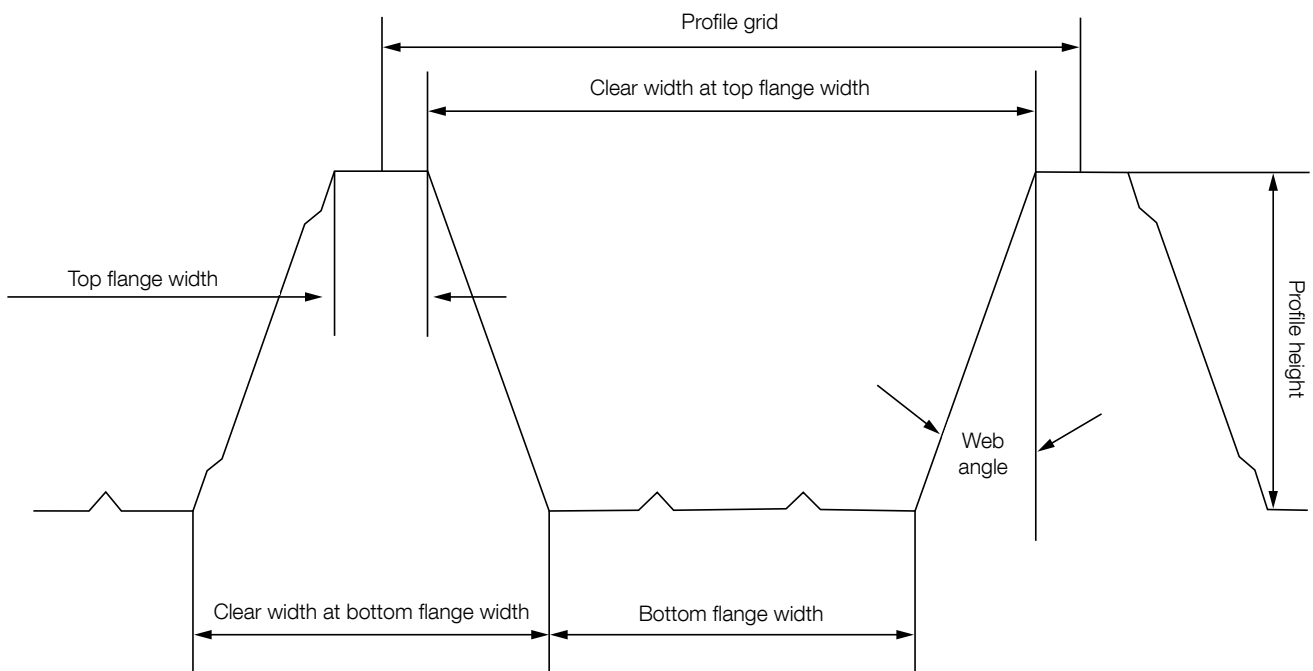 Profile grid
Clear width at top flange width
Top flange width
Profile height
Web
angle
Clear width at bottom flange width
Bottom flange width